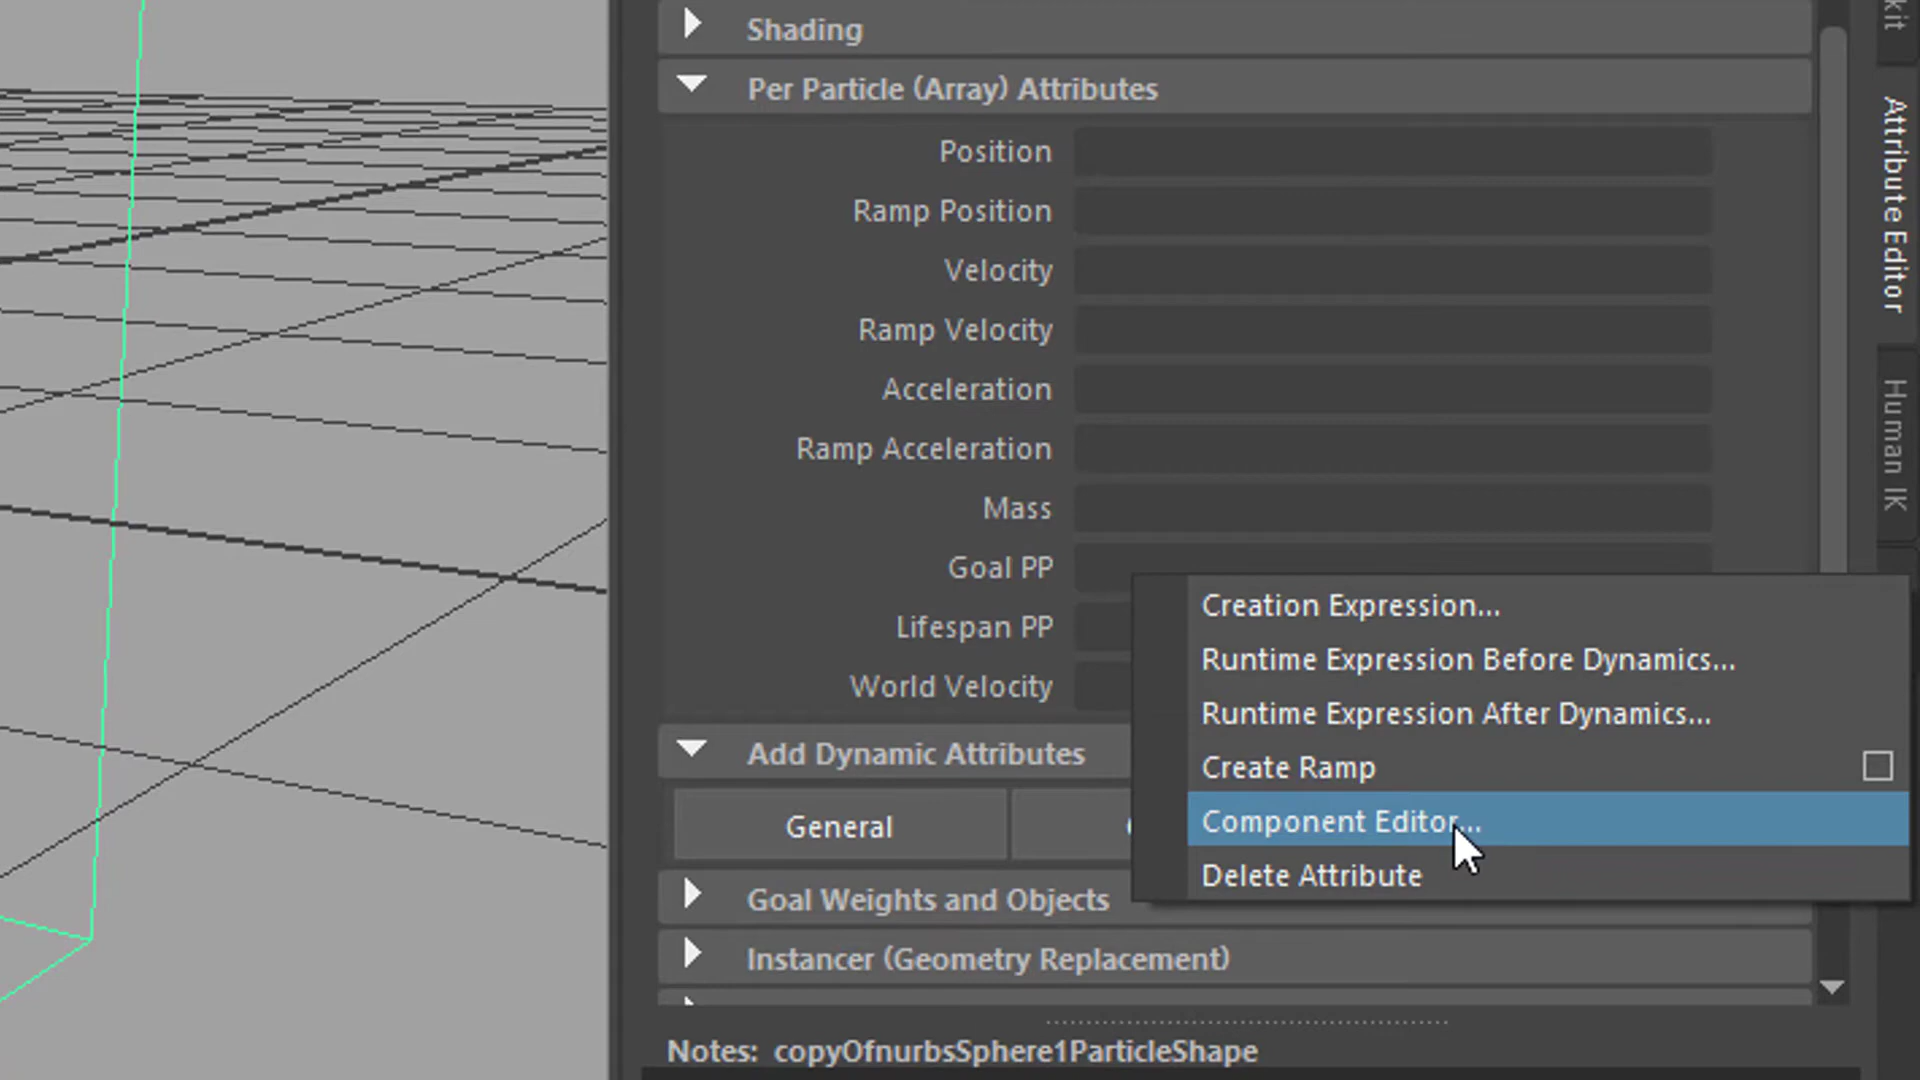 Shading
Per Particle (Array) Attributes
Position
Ramp Position
Velocity
Ramp Velocity
Acceleration
Ramp Acceleration
Mass
Goal PP
Lifespan PP
World Velocity
Creation Expression...
Runtime Expression Before Dynamics...
Runtime Expression After Dynamics...
Create Ramp
Component Editor...
Delete Attribute
Add Dynamic Attributes
General
Goal Weights and Objects
Instancer (Geometry Replacement)
Notes: copyOfnurbsSphere1ParticleShape
Attribute Editor
Human IK